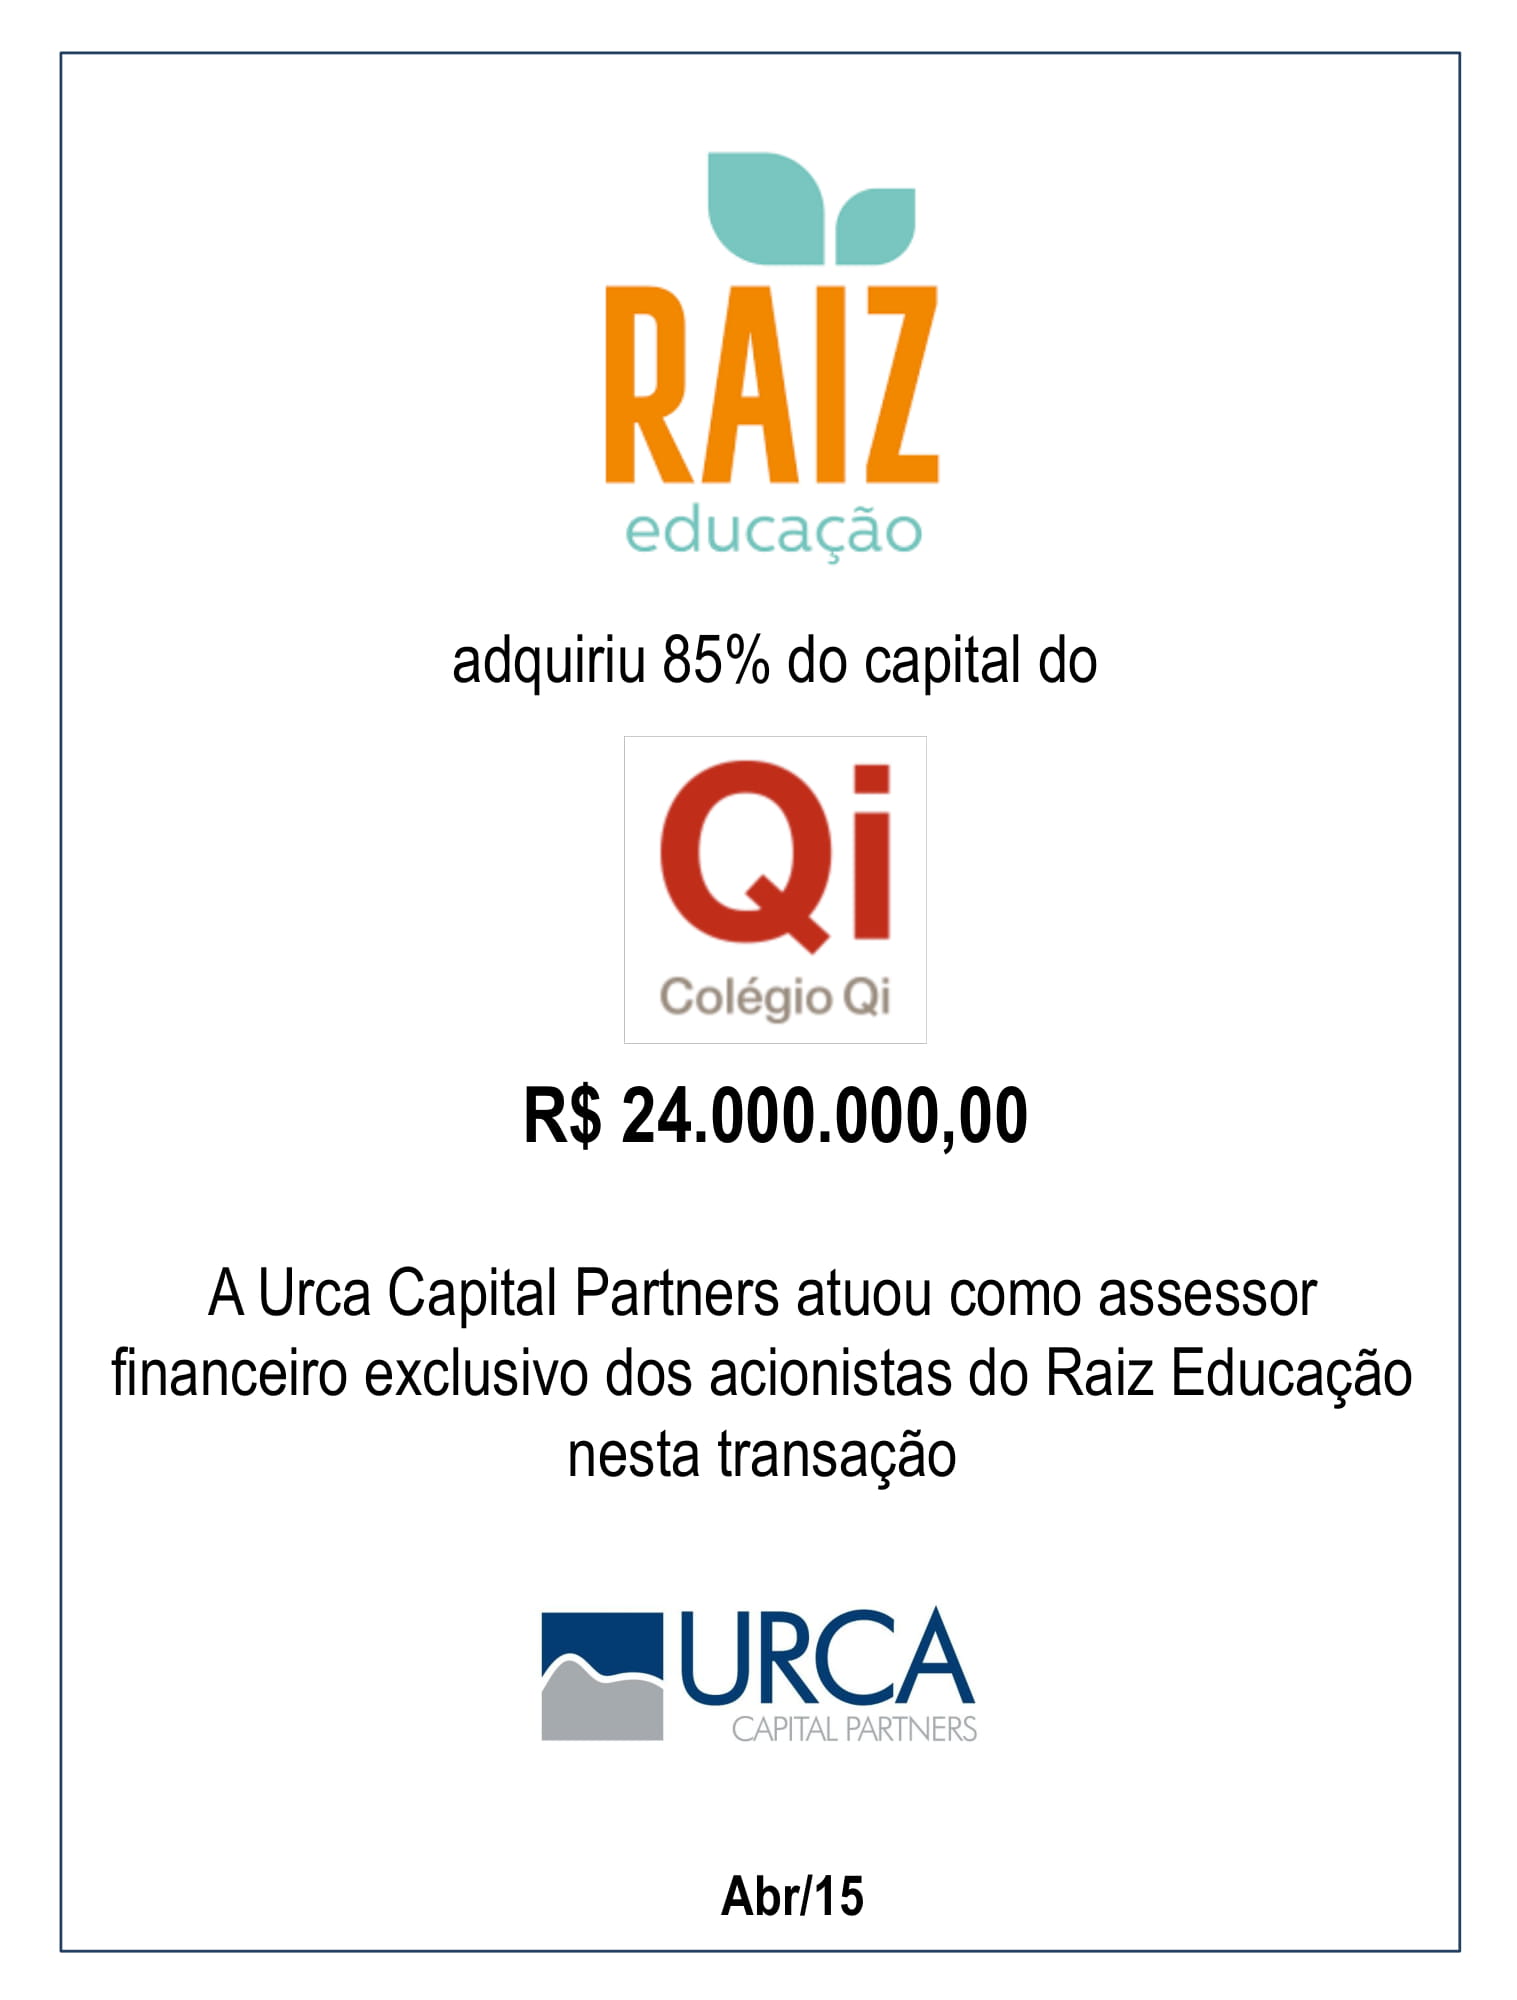 RAIZ
educação
adquiriu 85% do capital do
Qi
Colégio Qi
R$ 24.000.000,00
A Urca Capital Partners atuou como assessor
financeiro exclusivo dos acionistas do Raiz Educação
nesta transação
URCA
CAPITAL PARTNERS
Abr/15